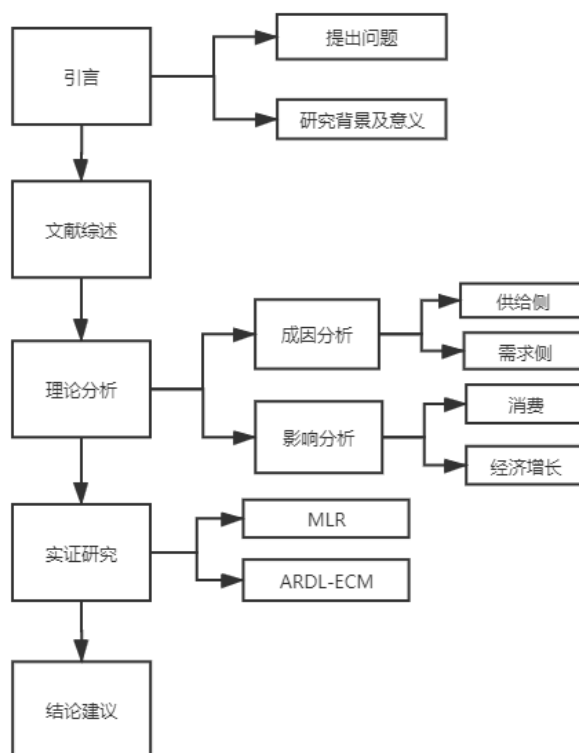 引言
提出问题
研究背景及意义
文献综述
理论分析
成因分析
供给侧
需求侧
影响分析
消费
经济增长
实证研究
MLR
ARDL-ECM
结论建议